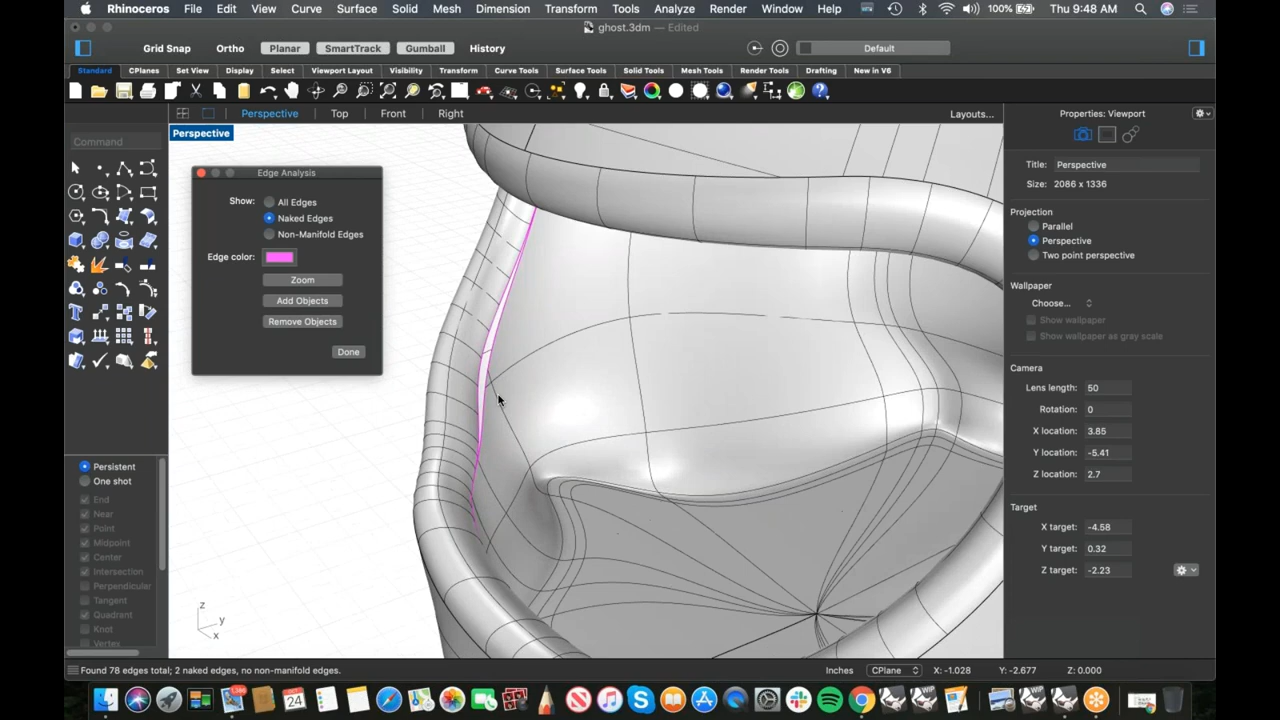 Rhinoceros File Edit View Curve Surface Solid Mesh Dimension Transform Tools Analyze Render Window Help 100% Thu 9:48 AM
ghost.3dm — Edited
Grid Snap Ortho Planar SmartTrack Gumball History Default
Standard CPlanes Set View Display Select Viewport Layout Visibility Transform Curve Tools Surface Tools Solid Tools Mesh Tools Render Tools Drafting New in V6
Perspective Top Front Right Layouts...
Properties: Viewport
Perspective
Command
Title: Perspective
Size: 2086 x 1336
Projection
Parallel
Perspective
Two point perspective
Wallpaper
Choose...
Show wallpaper
Show wallpaper as gray scale
Camera
Lens length: 50
Rotation: 0
X location: 3.85
Y location: -5.41
Z location: 2.7
Target
X target: -4.58
Y target: 0.32
Z target: -2.23
Edge Analysis
Show: All Edges
Naked Edges
Non-Manifold Edges
Edge color:
Zoom
Add Objects
Remove Objects
Done
Persistent
One shot
End
Near
Point
Midpoint
Center
Intersection
Perpendicular
Tangent
Quadrant
Knot
Vertex
z
y
x
Found 78 edges total; 2 naked edges, no non-manifold edges. Inches CPlane X: -1.028 Y: -2.677 Z: 0.000
24